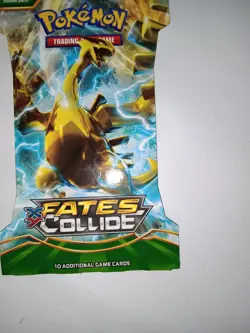 POKéMON
TRADING CARD GAME
XY
FATES
COLLIDE
10 ADDITIONAL GAME CARDS